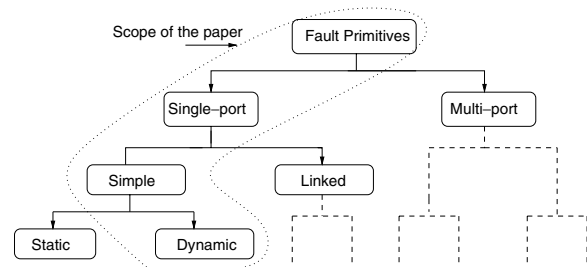 Scope of the paper
Fault Primitives
Single–port
Multi–port
Simple
Linked
Static
Dynamic